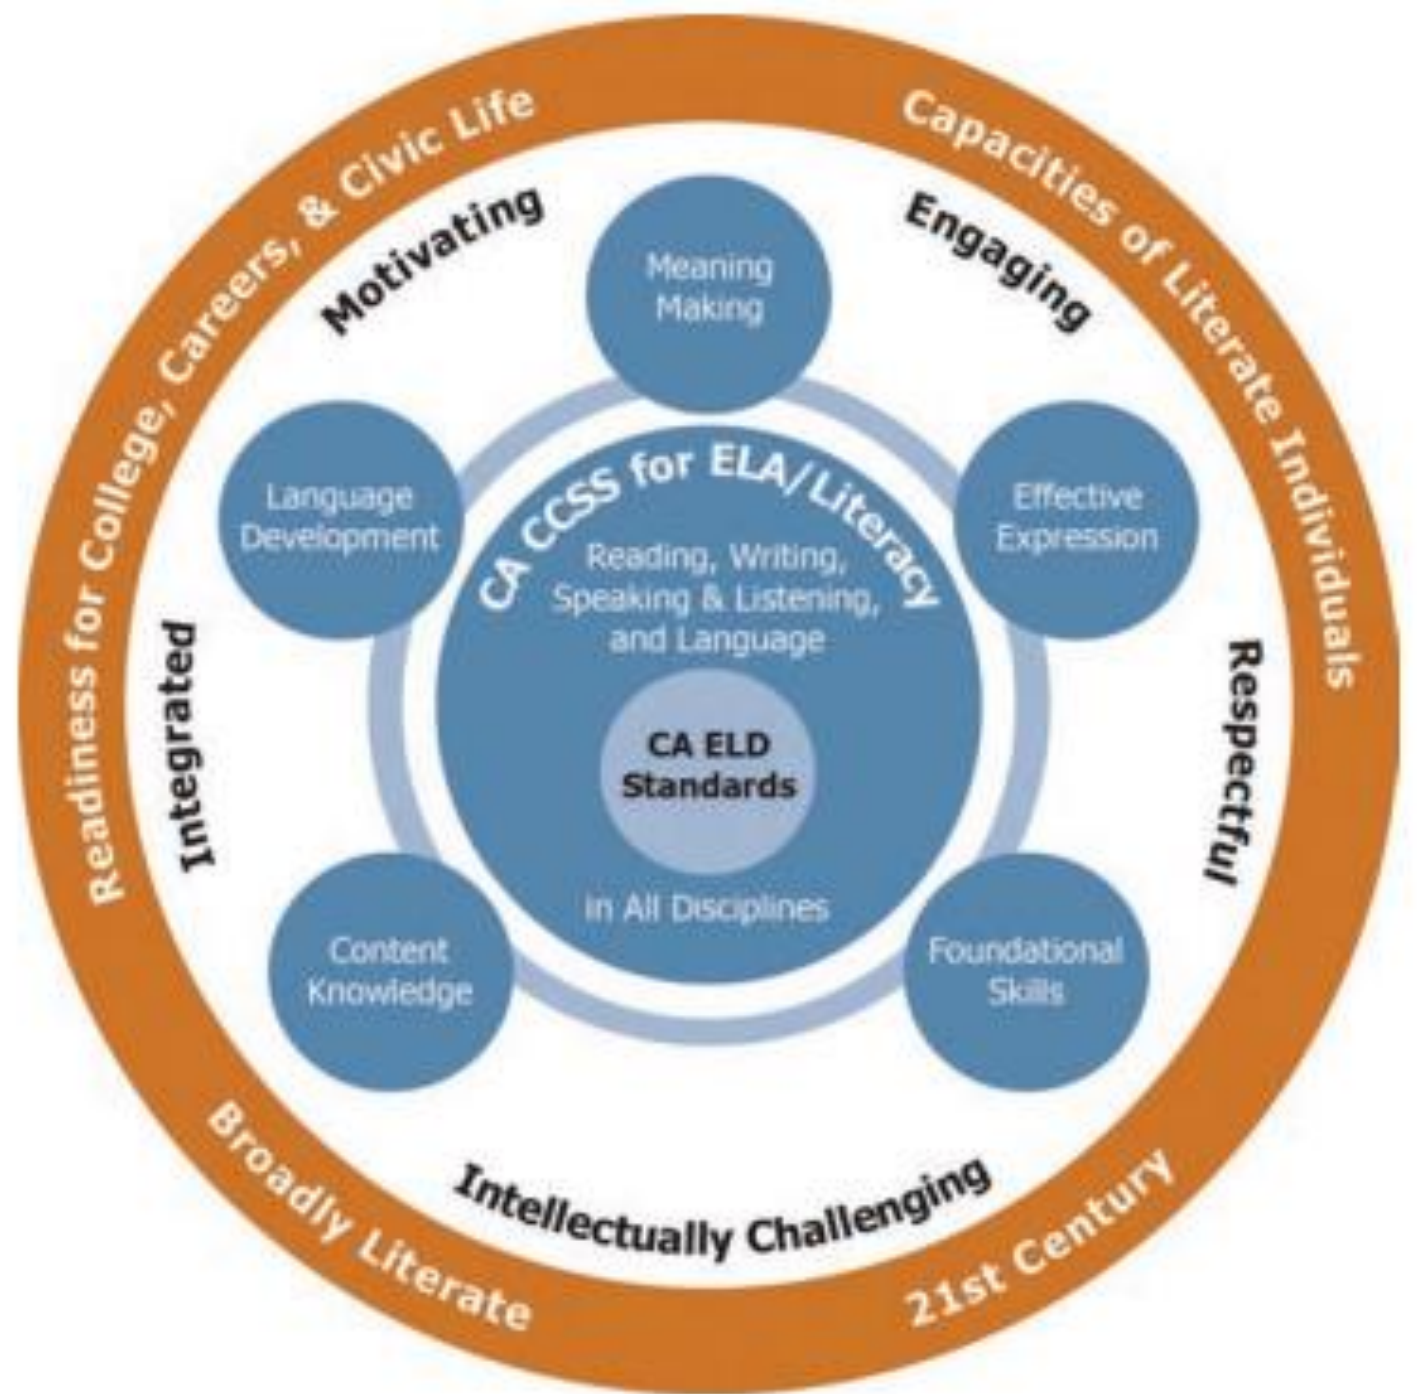 Readiness for College, Careers, & Civic Life
Capacities of Literate Individuals
Broadly Literate
21st Century
Motivating
Engaging
Respectful
Intellectually Challenging
Integrated
Meaning
Making
Language
Development
Effective
Expression
Content
Knowledge
Foundational
Skills
CA CCSS for ELA/Literacy
Reading, Writing,
Speaking & Listening,
and Language
CA ELD
Standards
in All Disciplines